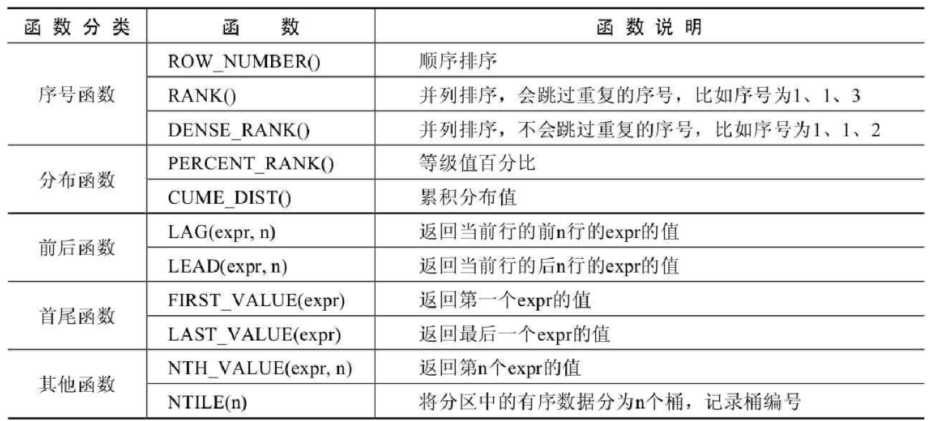 函数分类 函数 函数说明
序号函数 ROW_NUMBER() 顺序排序
RANK() 并列排序，会跳过重复的序号，比如序号为1、1、3
DENSE_RANK() 并列排序，不会跳过重复的序号，比如序号为1、1、2
分布函数 PERCENT_RANK() 等级值百分比
CUME_DIST() 累积分布值
前后函数 LAG(expr, n) 返回当前行的前n行的expr的值
LEAD(expr, n) 返回当前行的后n行的expr的值
首尾函数 FIRST_VALUE(expr) 返回第一个expr的值
LAST_VALUE(expr) 返回最后一个expr的值
其他函数 NTH_VALUE(expr, n) 返回第n个expr的值
NTILE(n) 将分区中的有序数据分为n个桶，记录桶编号